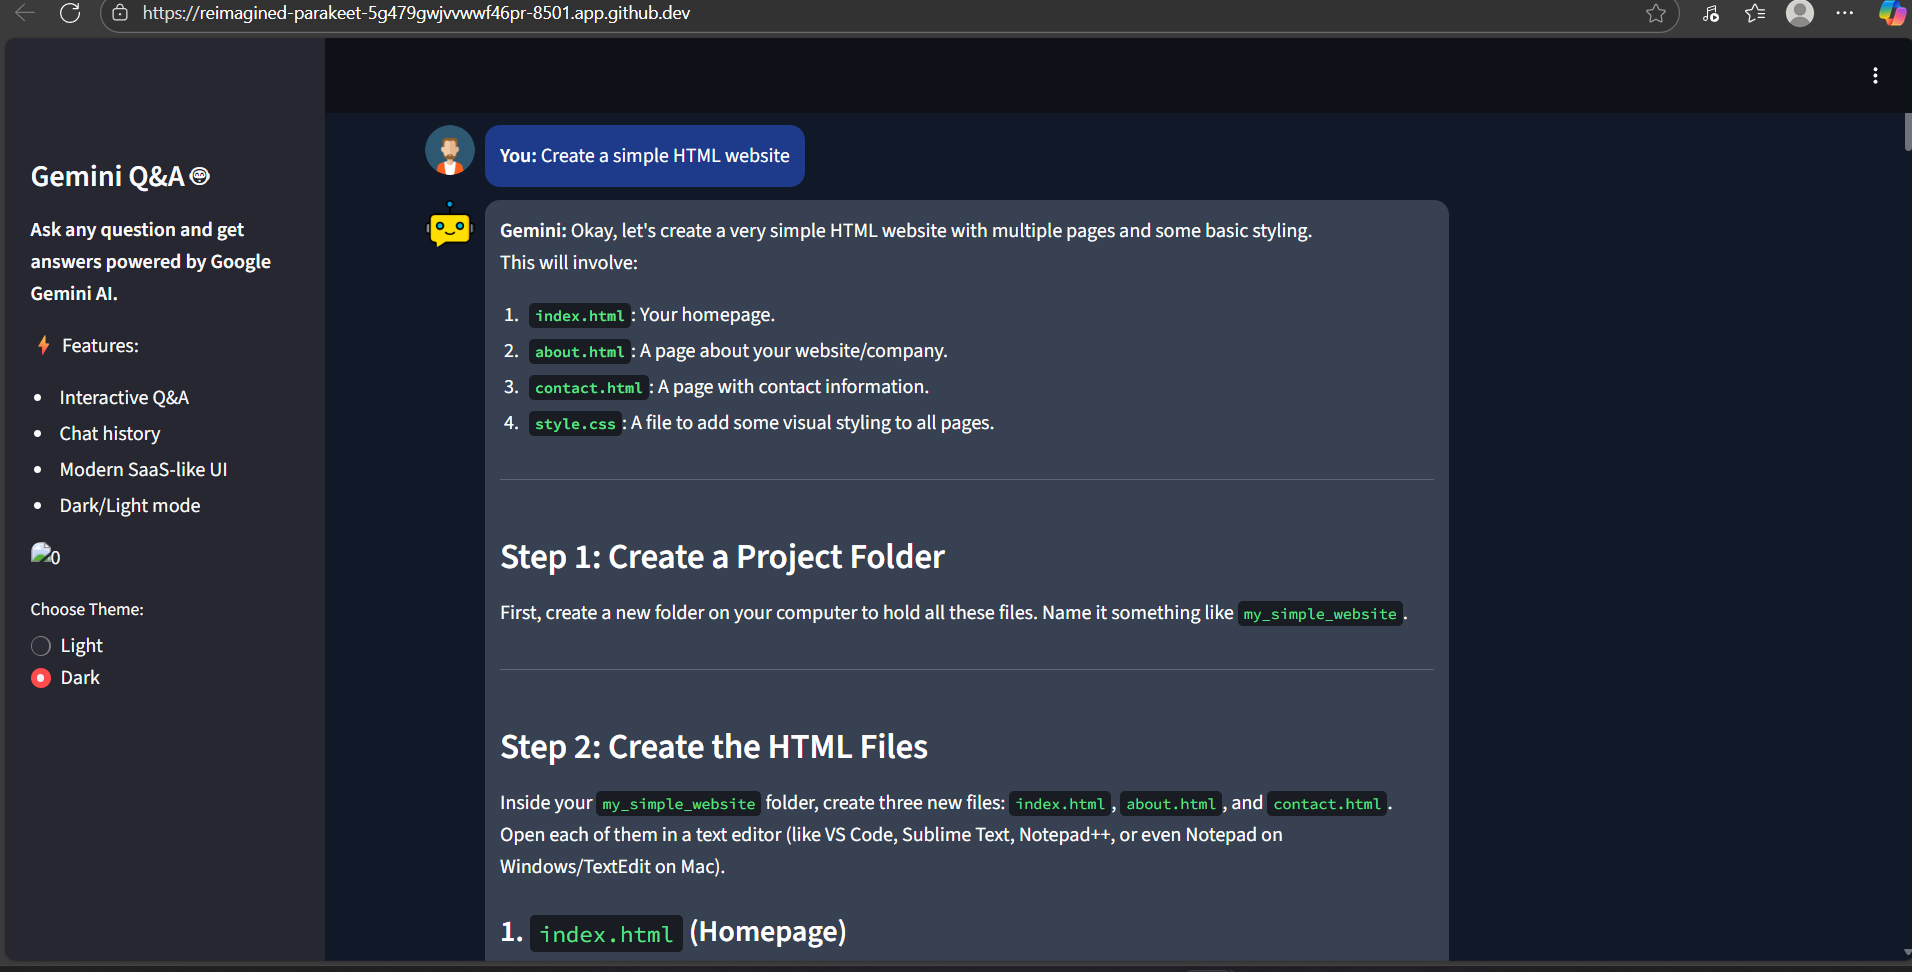 https://reimagined-parakeet-5g479gwjvvwwf46pr-8501.app.github.dev
Gemini Q&A
Ask any question and get
answers powered by Google
Gemini AI.
Features:
Interactive Q&A
Chat history
Modern SaaS-like UI
Dark/Light mode
0
Choose Theme:
Light
Dark
You: Create a simple HTML website
Gemini: Okay, let's create a very simple HTML website with multiple pages and some basic styling.
This will involve:
1. index.html: Your homepage.
2. about.html: A page about your website/company.
3. contact.html: A page with contact information.
4. style.css: A file to add some visual styling to all pages.
Step 1: Create a Project Folder
First, create a new folder on your computer to hold all these files. Name it something like my_simple_website.
Step 2: Create the HTML Files
Inside your my_simple_website folder, create three new files: index.html, about.html, and contact.html.
Open each of them in a text editor (like VS Code, Sublime Text, Notepad++, or even Notepad on
Windows/TextEdit on Mac).
1. index.html (Homepage)